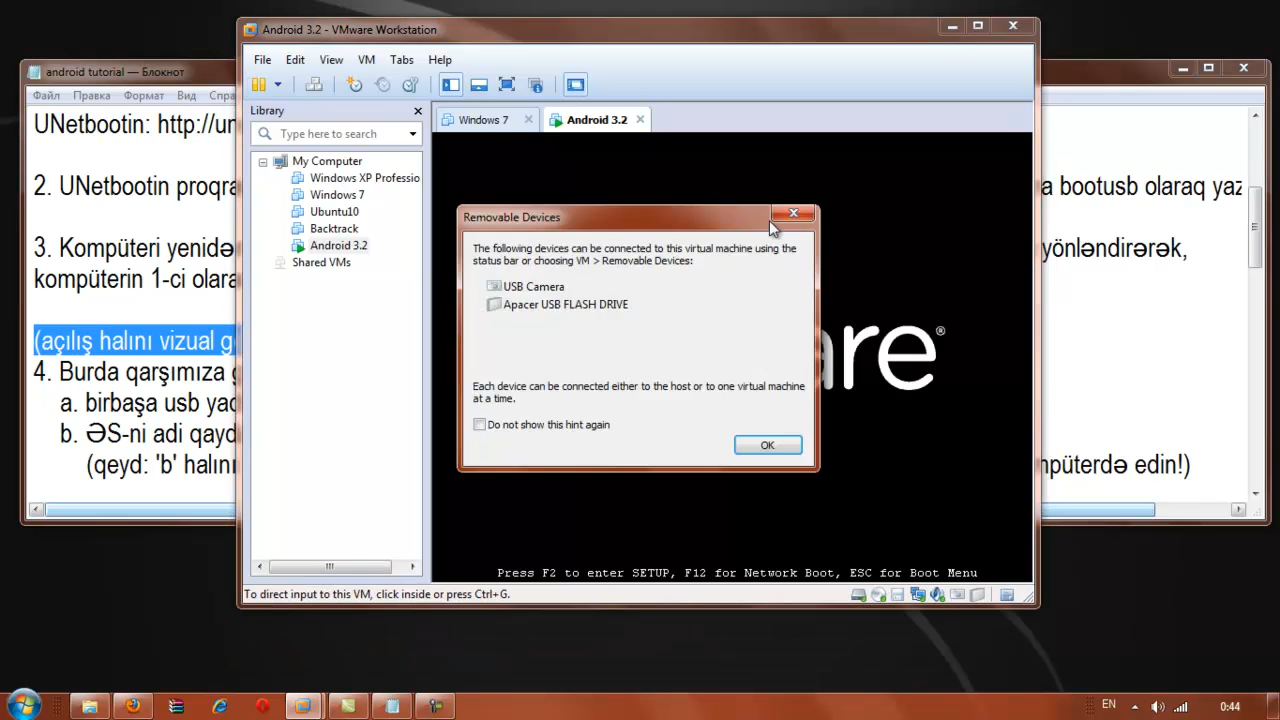 Android 3.2 - VMware Workstation
File Edit View VM Tabs Help
Library
Type here to search
My Computer
Windows XP Professio
Windows 7
Ubuntu10
Backtrack
Android 3.2
Shared VMs
Windows 7
Android 3.2
Removable Devices
The following devices can be connected to this virtual machine using the
status bar or choosing VM > Removable Devices:
USB Camera
Apacer USB FLASH DRIVE
Each device can be connected either to the host or to one virtual machine
at a time.
Do not show this hint again
OK
are®
Press F2 to enter SETUP, F12 for Network Boot, ESC for Boot Menu
To direct input to this VM, click inside or press Ctrl+G.
android tutorial — Блокнот
Файл Правка Формат Вид Спра
UNetbootin: http://un
2. UNetbootin proqra
a bootusb olaraq yaz
3. Kompüteri yenidə
yönləndirərək,
kompüterin 1-ci olara
(açılış halını vizual g
4. Burda qarşımıza g
a. birbaşa usb yad
b. ƏS-ni adi qayd
(qeyd: 'b' halını
mpüterdə edin!)
EN
0:44